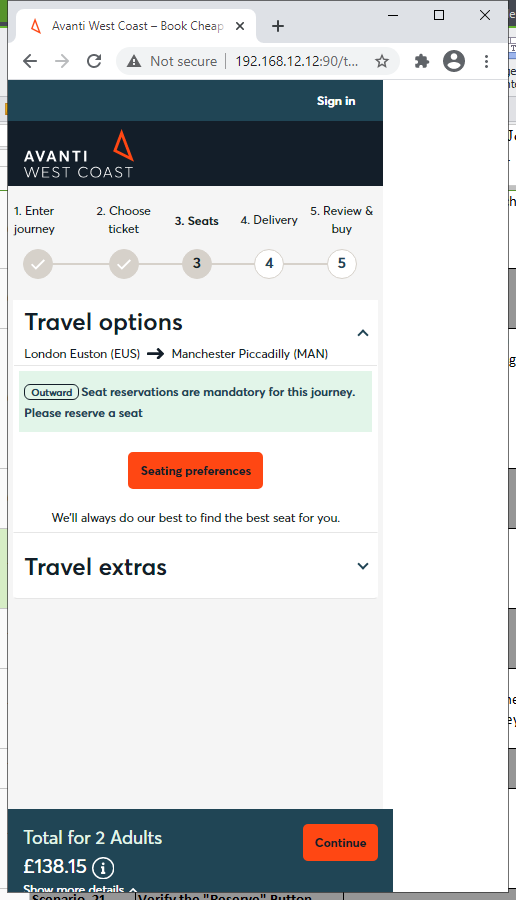 Avanti West Coast – Book Cheap
Not secure
192.168.12.12:90/t...
Sign in
AVANTI
WEST COAST
1. Enter journey
2. Choose ticket
3. Seats
4. Delivery
5. Review & buy
3
4
5
Travel options
London Euston (EUS) → Manchester Piccadilly (MAN)
Outward Seat reservations are mandatory for this journey.
Please reserve a seat
Seating preferences
We'll always do our best to find the best seat for you.
Travel extras
Total for 2 Adults
£138.15 i
Continue
Show more details
Scenario 21 Verify the "Reserve" Button